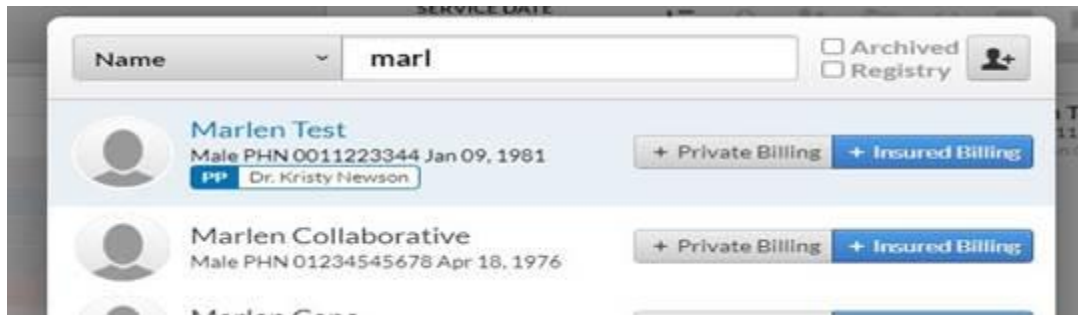 SERVICE DATE
Name marl Archived
Registry
Marlen Test
Male PHN 0011223344 Jan 09, 1981
+ Private Billing + Insured Billing
PP Dr. Kristy Newson
Marlen Collaborative
Male PHN 01234545678 Apr 18, 1976
+ Private Billing + Insured Billing
Marlen